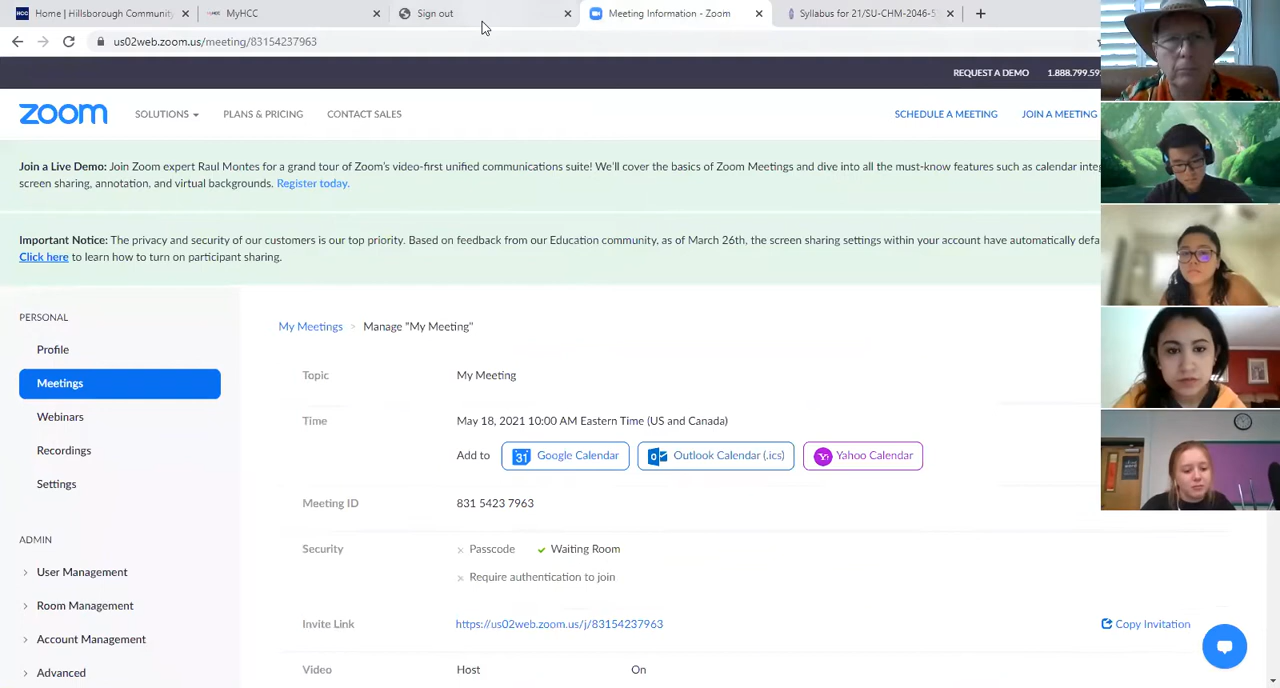 HCC Home | Hillsborough Community
HCC MyHCC
Sign out
Meeting Information - Zoom
Syllabus for 21/SU-CHM-2046-5
us02web.zoom.us/meeting/83154237963
REQUEST A DEMO 1.888.799.59
zoom SOLUTIONS PLANS & PRICING CONTACT SALES SCHEDULE A MEETING JOIN A MEETING
Join a Live Demo: Join Zoom expert Raul Montes for a grand tour of Zoom's video-first unified communications suite! We'll cover the basics of Zoom Meetings and dive into all the must-know features such as calendar inte
screen sharing, annotation, and virtual backgrounds. Register today.
Important Notice: The privacy and security of our customers is our top priority. Based on feedback from our Education community, as of March 26th, the screen sharing settings within your account have automatically defa
Click here to learn how to turn on participant sharing.
PERSONAL
Profile
Meetings
Webinars
Recordings
Settings
ADMIN
User Management
Room Management
Account Management
Advanced
My Meetings > Manage "My Meeting"
Topic My Meeting
Time May 18, 2021 10:00 AM Eastern Time (US and Canada)
Add to 31 Google Calendar Outlook Calendar (.ics) Yahoo Calendar
Meeting ID 831 5423 7963
Security Passcode Waiting Room
Require authentication to join
Invite Link https://us02web.zoom.us/j/83154237963 Copy Invitation
Video Host On